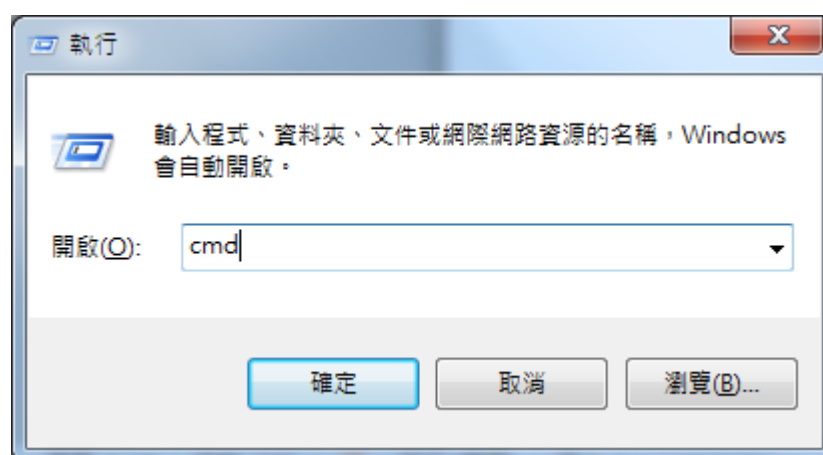 執行
輸入程式、資料夾、文件或網際網路資源的名稱，Windows
會自動開啟。
開啟(O):
cmd
確定
取消
瀏覽(B)...